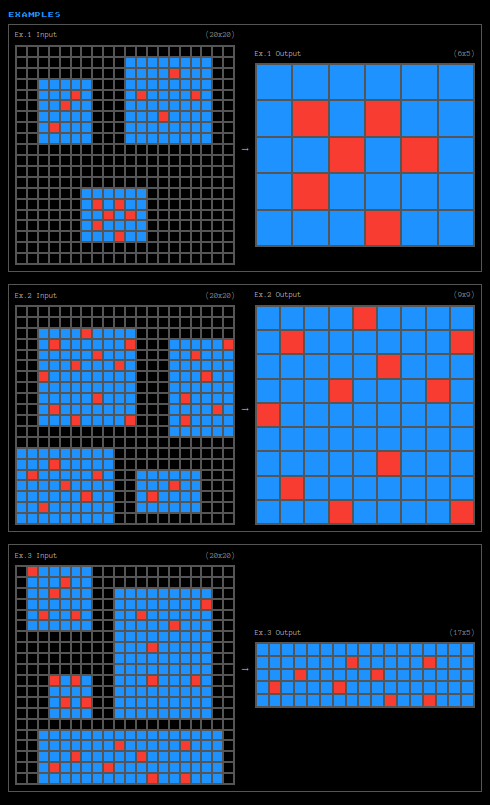 EXAMPLES
Ex.1 Input (20x20)
Ex.1 Output (6x5)
→
Ex.2 Input (20x20)
Ex.2 Output (9x9)
→
Ex.3 Input (20x20)
Ex.3 Output (17x5)
→